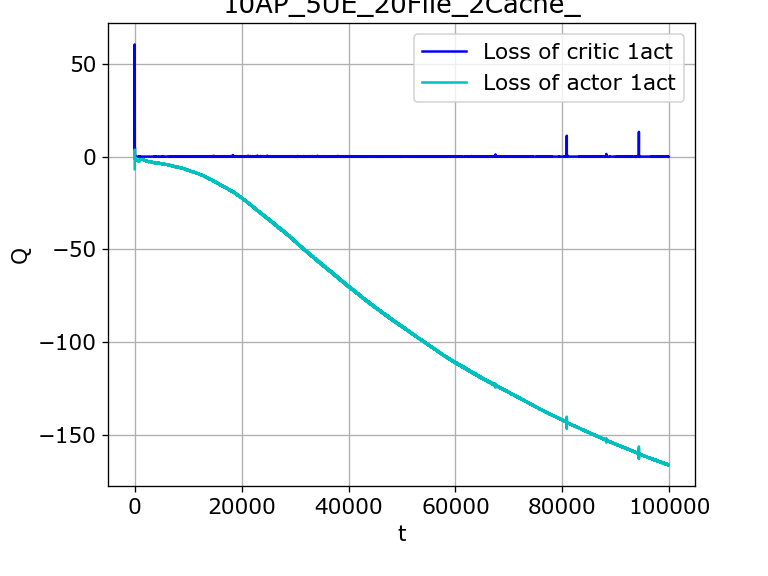 10AP_5UE_20File_2Cache_
Loss of critic 1act
Loss of actor 1act
50
0
−50
−100
−150
Q
0 20000 40000 60000 80000 100000
t